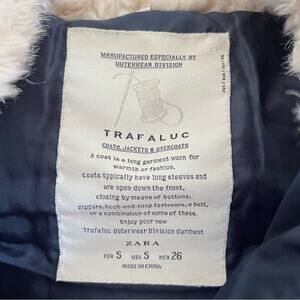 MANUFACTURED ESPECIALLY BY
OUTERWEAR DIVISION
TRAFALUC
COATS, JACKETS & OVERCOATS
A coat is a long garment worn for
warmth or fashion.
Coats typically have long sleeves and
are open down the front,
closing by means of buttons,
zippers, hook-and-loop fasteners, a belt,
or a combination of some of these.
Enjoy your new
Trafaluc Outerwear Division Garment
ZARA
EUR S USA S MEX 26
MADE IN CHINA